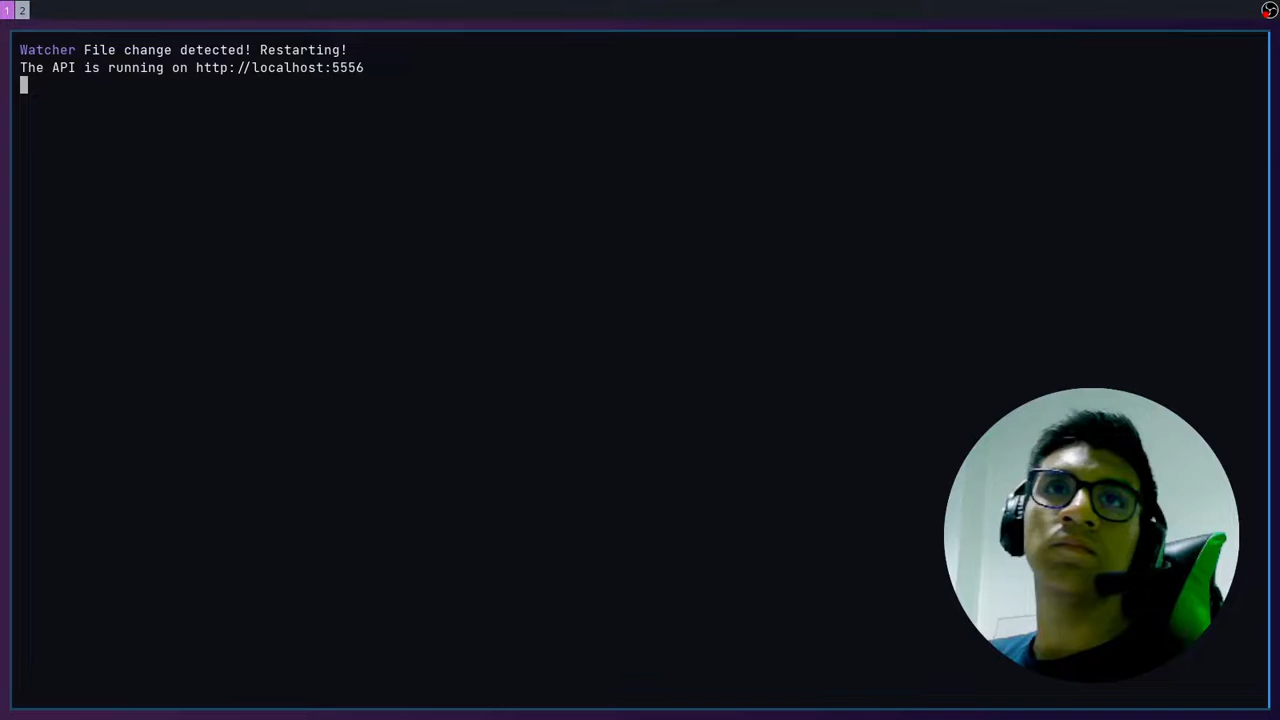 1 2
Watcher File change detected! Restarting!
The API is running on http://localhost:5556